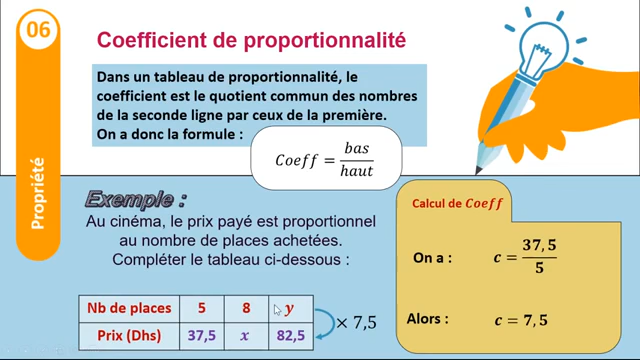 06
Propriété
Coefficient de proportionnalité
Dans un tableau de proportionnalité, le
coefficient est le quotient commun des nombres
de la seconde ligne par ceux de la première.
On a donc la formule :
Coeff = bas/haut
Exemple :
Au cinéma, le prix payé est proportionnel
au nombre de places achetées.
Compléter le tableau ci-dessous :
Nb de places 5 8 y
Prix (Dhs) 37,5 x 82,5
× 7,5
Calcul de Coeff
On a : c = 37,5/5
Alors : c = 7,5